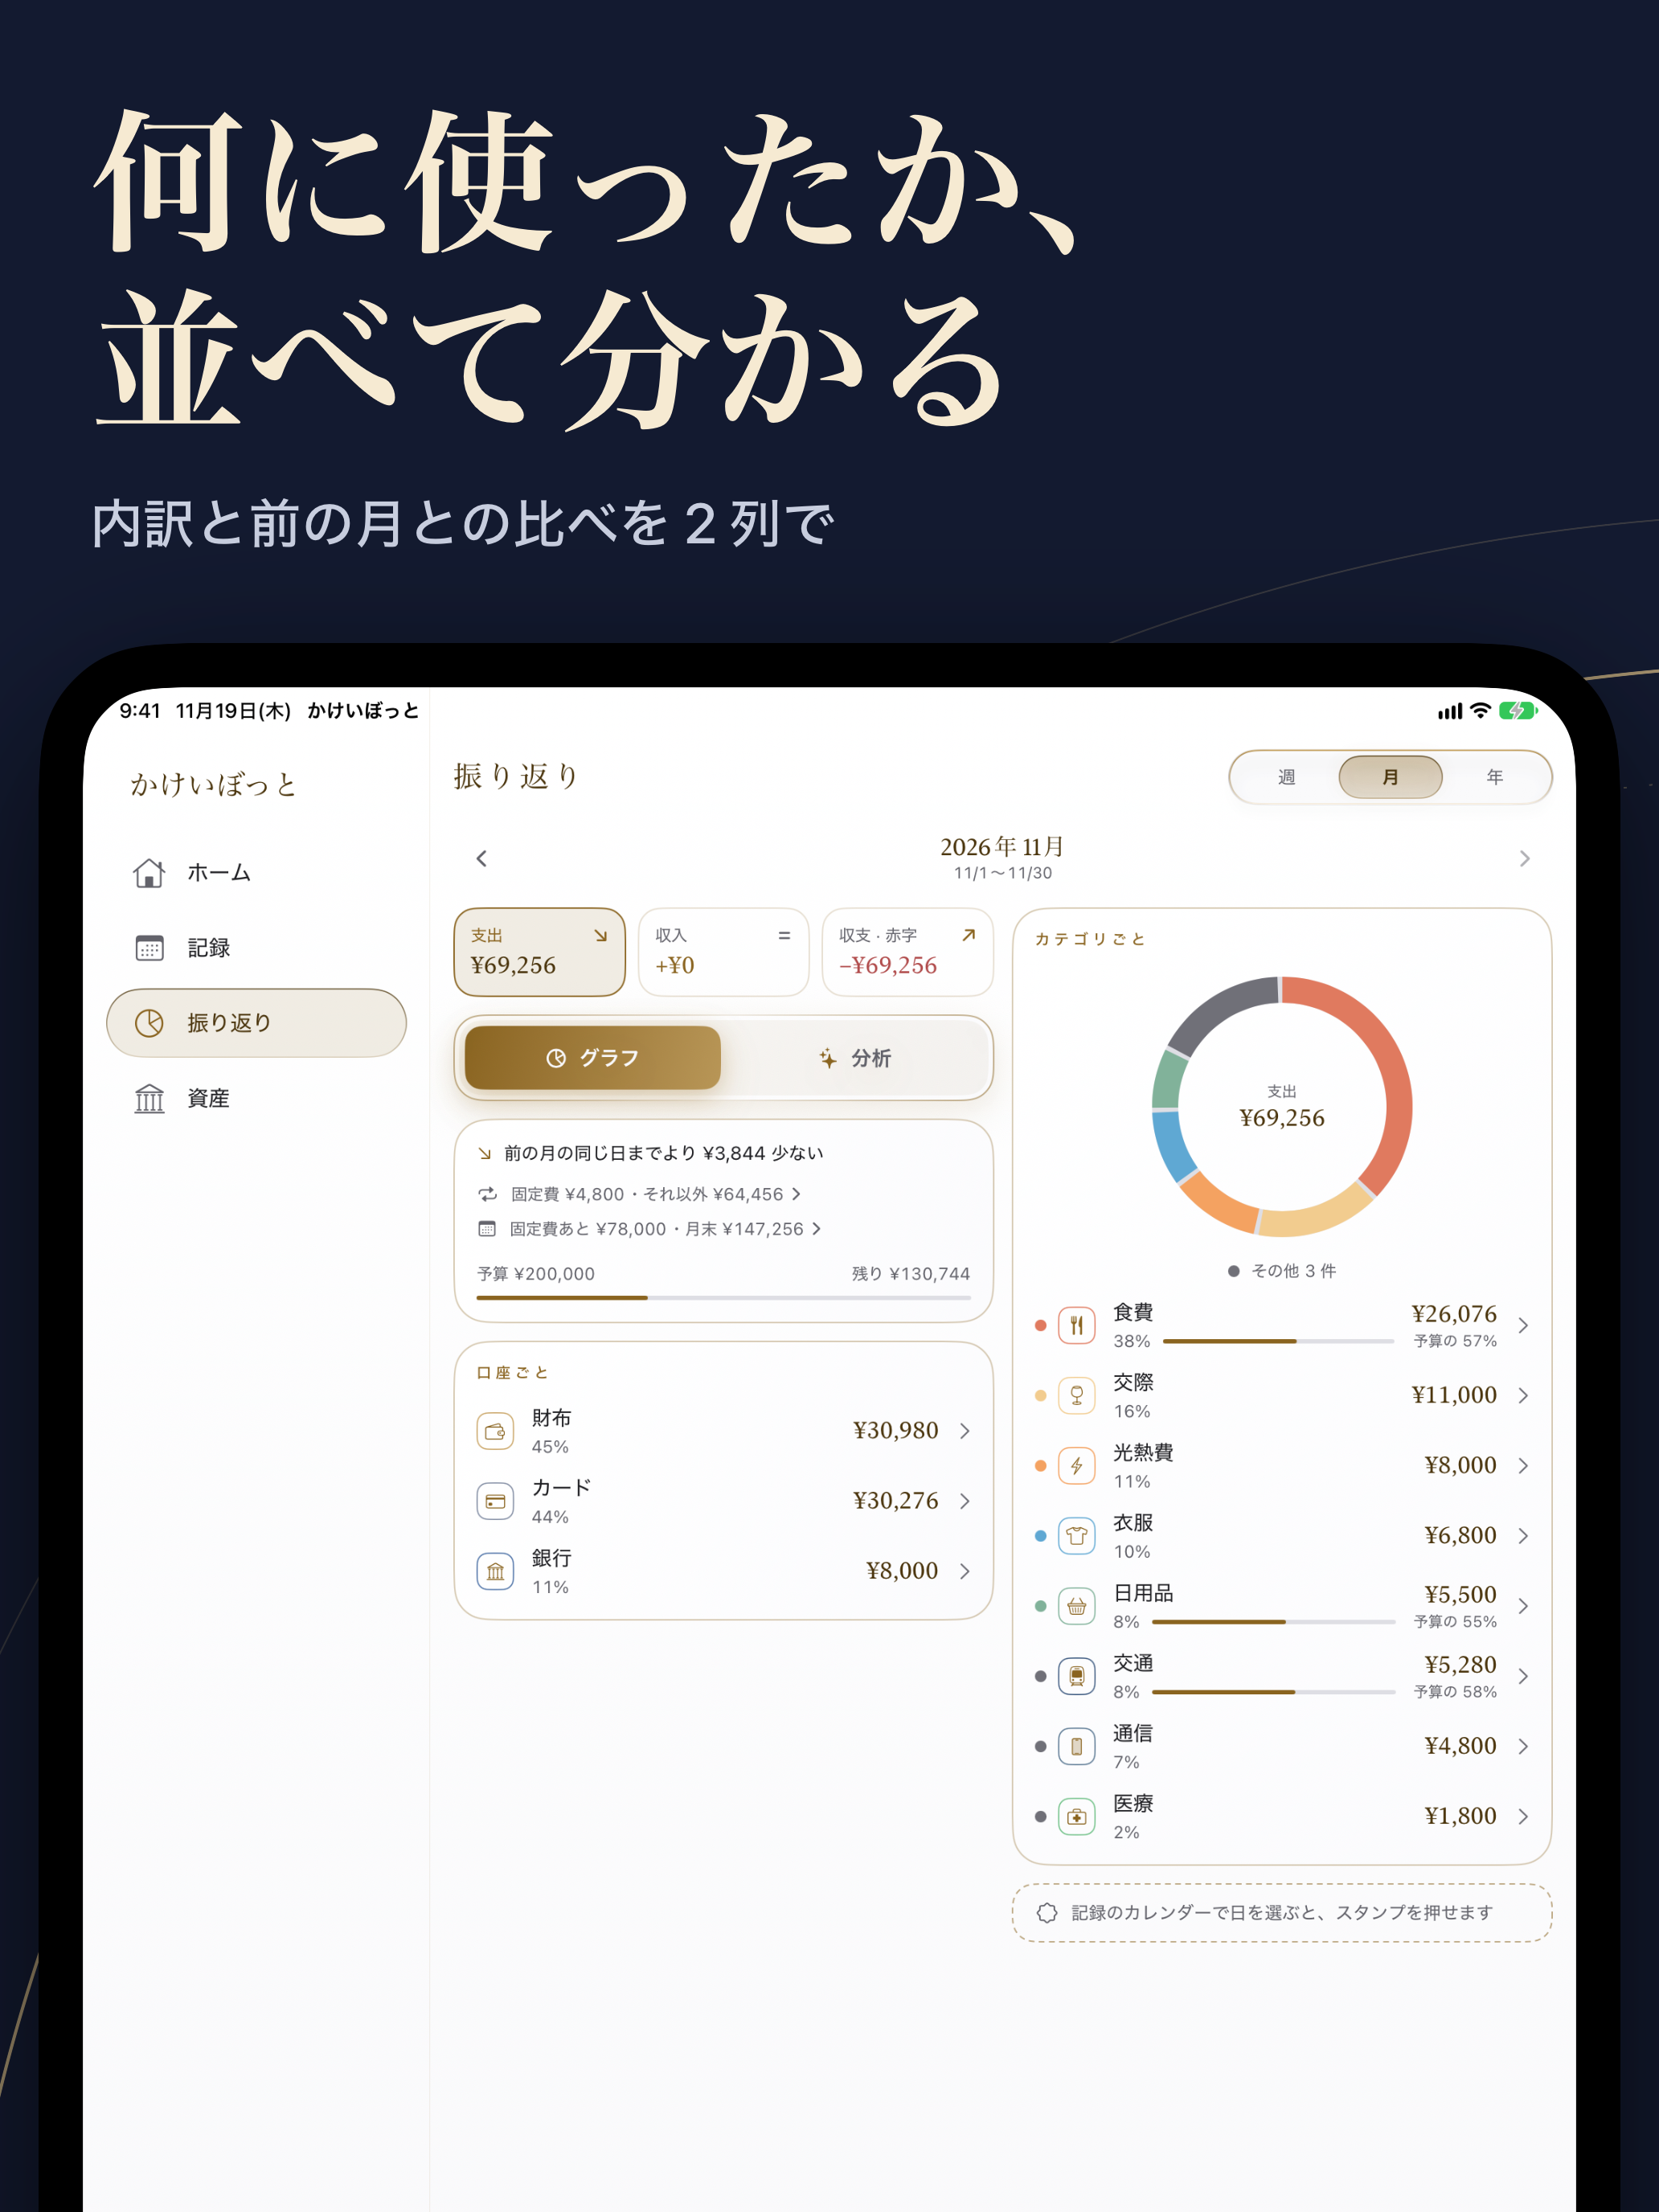 何に使ったか、
並べて分かる
内訳と前の月との比べを2列で
9:41 11月19日(木) かけいぼっと
かけいぼっと
ホーム
記録
振り返り
資産
振り返り
週 月 年
2026年 11月
11/1〜11/30
支出
¥69,256
収入 =
+¥0
収支 · 赤字
−¥69,256
グラフ
分析
前の月の同じ日までより ¥3,844 少ない
固定費 ¥4,800・それ以外 ¥64,456
固定費あと ¥78,000・月末 ¥147,256
予算 ¥200,000 残り ¥130,744
口座ごと
財布
45%
¥30,980
カード
44%
¥30,276
銀行
11%
¥8,000
カテゴリごと
支出
¥69,256
その他 3 件
食費
38%
¥26,076
予算の 57%
交際
16%
¥11,000
光熱費
11%
¥8,000
衣服
10%
¥6,800
日用品
8%
¥5,500
予算の 55%
交通
8%
¥5,280
予算の 58%
通信
7%
¥4,800
医療
2%
¥1,800
記録のカレンダーで日を選ぶと、スタンプを押せます